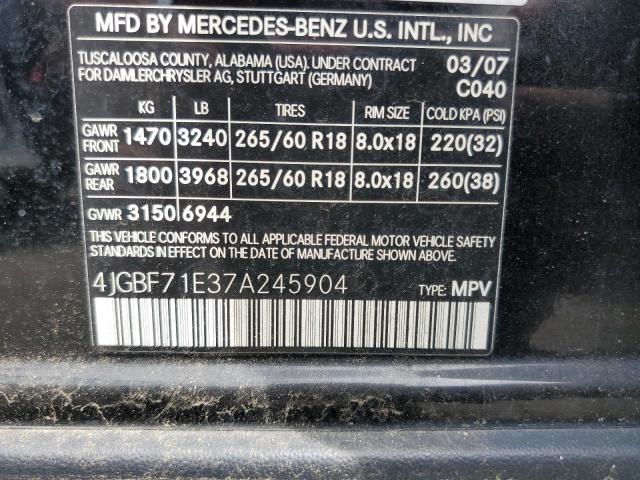 MFD BY MERCEDES-BENZ U.S. INTL., INC
TUSCALOOSA COUNTY, ALABAMA (USA). UNDER CONTRACT 03/07
FOR DAIMLERCHRYSLER AG, STUTTGART (GERMANY) C040
KG LB TIRES RIM SIZE COLD KPA (PSI)
GAWR FRONT 1470 3240 265/60 R18 8.0x18 220(32)
GAWR REAR 1800 3968 265/60 R18 8.0x18 260(38)
GVWR 3150 6944
THIS VEHICLE CONFORMS TO ALL APPLICABLE FEDERAL MOTOR VEHICLE SAFETY
STANDARDS IN EFFECT ON THE DATE OF MANUFACTURE SHOWN ABOVE.
4JGBF71E37A245904 TYPE: MPV